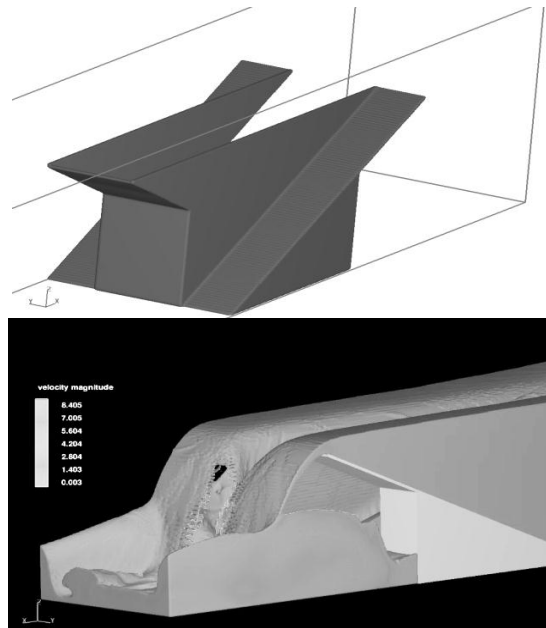 Z
Y
X
velocity magnitude
8.405
7.005
5.604
4.204
2.804
1.403
0.003
Z
X
Y